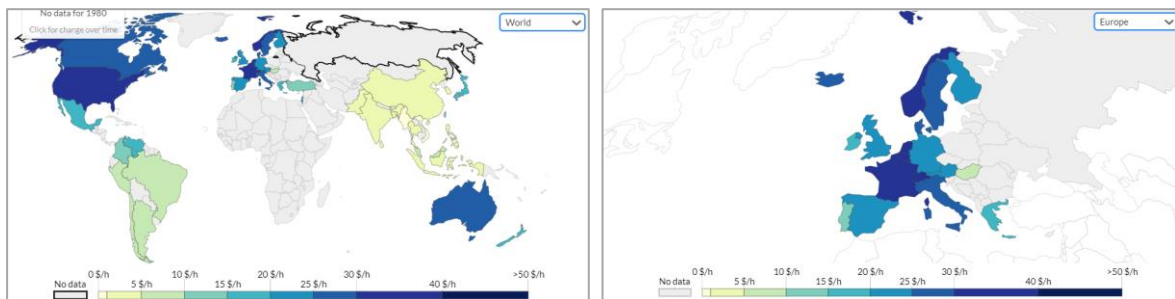 No data for 1980
Click for change over time
World
No data
0 $/h
5 $/h
10 $/h
15 $/h
20 $/h
25 $/h
30 $/h
40 $/h
>50 $/h
Europe
No data
0 $/h
5 $/h
10 $/h
15 $/h
20 $/h
25 $/h
30 $/h
40 $/h
>50 $/h